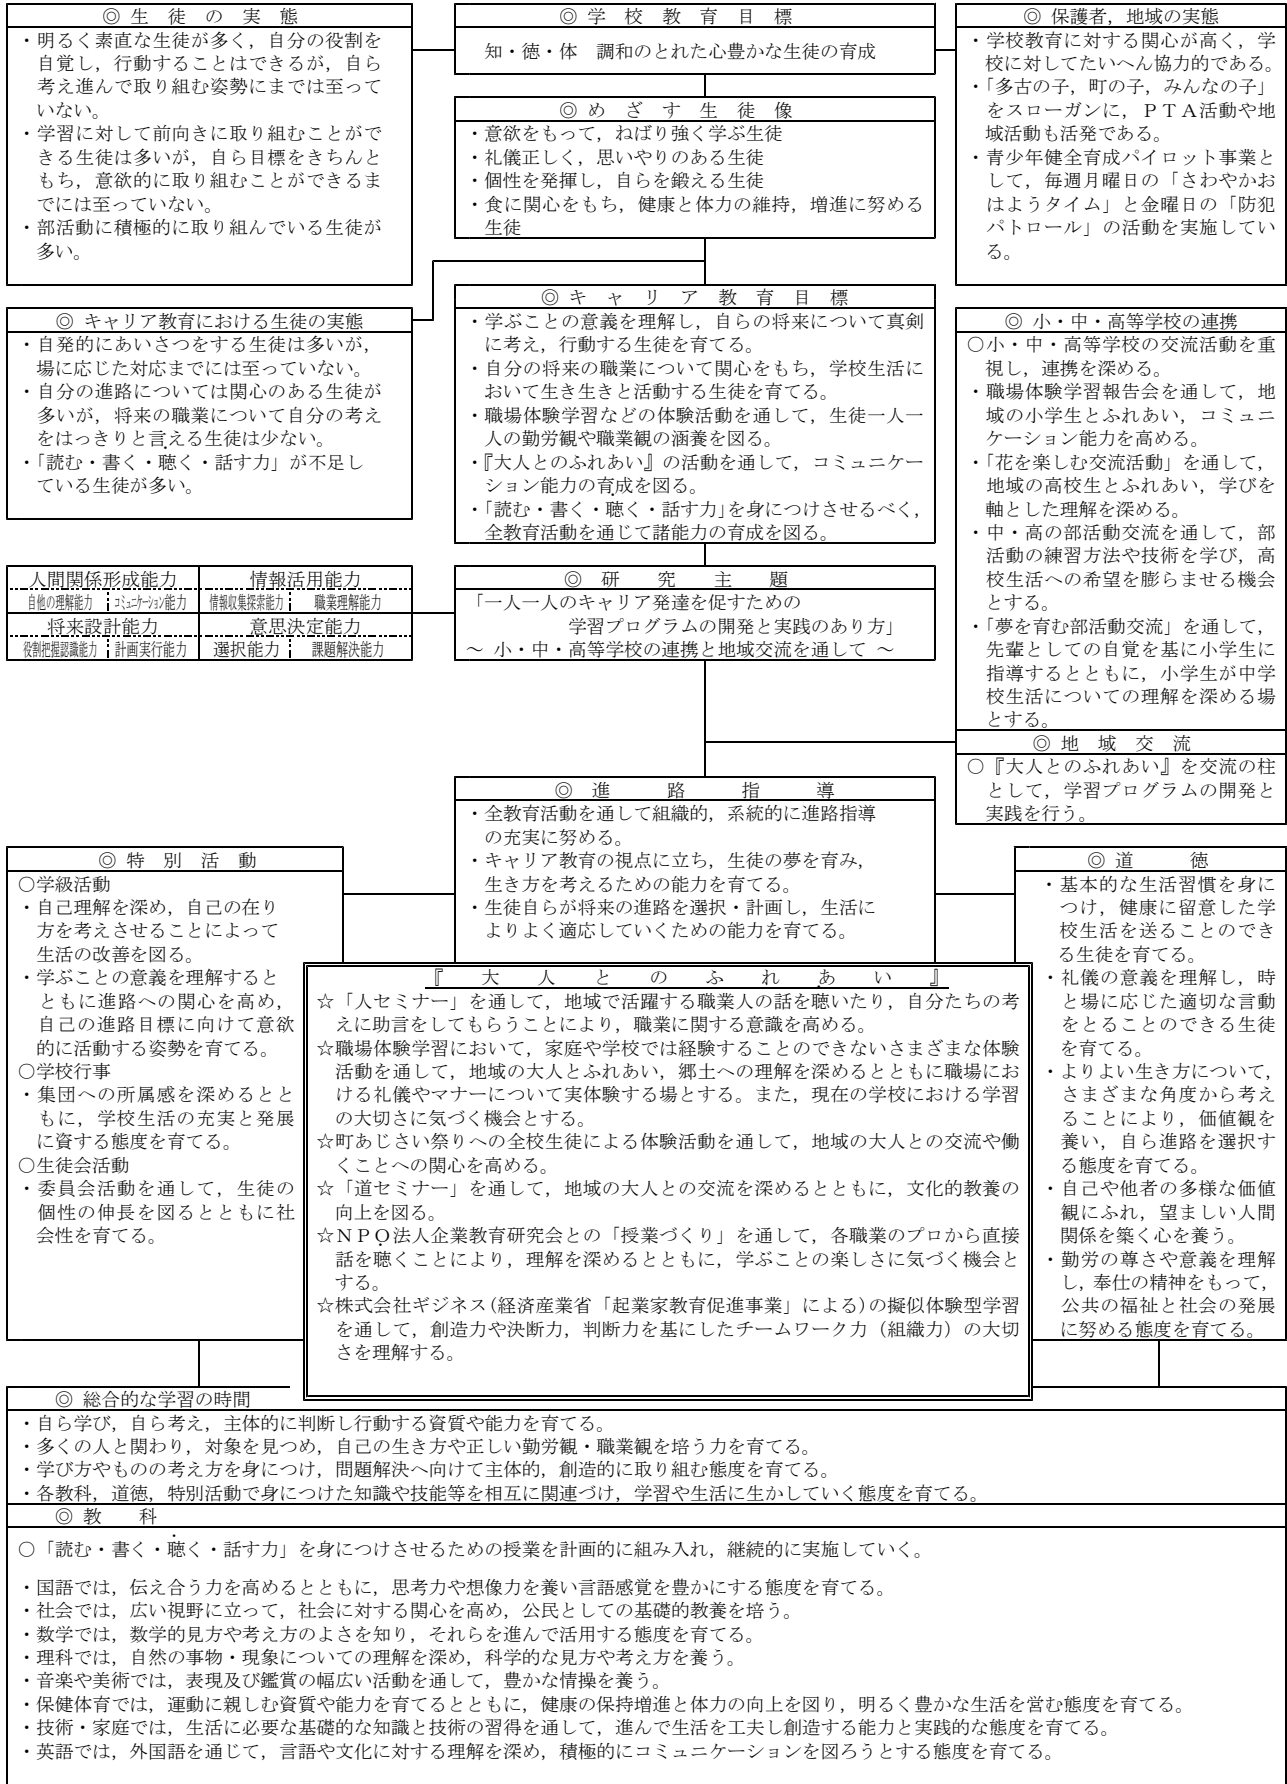 ◎ 生 徒 の 実 態
・明るく素直な生徒が多く，自分の役割を
自覚し，行動することはできるが，自ら
考え進んで取り組む姿勢にまでは至って
いない。
・学習に対して前向きに取り組むことがで
きる生徒は多いが，自ら目標をきちんと
もち，意欲的に取り組むことができるま
でには至っていない。
・部活動に積極的に取り組んでいる生徒が
多い。
◎ 学 校 教 育 目 標
知・徳・体 調和のとれた心豊かな生徒の育成
◎ め ざ す 生 徒 像
・意欲をもって，ねばり強く学ぶ生徒
・礼儀正しく，思いやりのある生徒
・個性を発揮し，自らを鍛える生徒
・食に関心をもち，健康と体力の維持，増進に努める
生徒
◎ 保護者，地域の実態
・学校教育に対する関心が高く，学
校に対してたいへん協力的である。
・「多古の子，町の子，みんなの子」
をスローガンに，ＰＴＡ活動や地
域活動も活発である。
・青少年健全育成パイロット事業と
して，毎週月曜日の「さわやかお
はようタイム」と金曜日の「防犯
パトロール」の活動を実施してい
る。
◎ キャリア教育における生徒の実態
・自発的にあいさつをする生徒は多いが，
場に応じた対応までには至っていない。
・自分の進路については関心のある生徒が
多いが，将来の職業について自分の考え
をはっきりと言える生徒は少ない。
・「読む・書く・聴く・話す力」が不足し
ている生徒が多い。
◎ キ ャ リ ア 教 育 目 標
・学ぶことの意義を理解し，自らの将来について真剣
に考え，行動する生徒を育てる。
・自分の将来の職業について関心をもち，学校生活に
おいて生き生きと活動する生徒を育てる。
・職場体験学習などの体験活動を通して，生徒一人一
人の勤労観や職業観の涵養を図る。
・『大人とのふれあい』の活動を通して，コミュニケー
ション能力の育成を図る。
・「読む・書く・聴く・話す力」を身につけさせるべく，
全教育活動を通じて諸能力の育成を図る。
◎ 小・中・高等学校の連携
○小・中・高等学校の交流活動を重
視し，連携を深める。
・職場体験学習報告会を通して，地
域の小学生とふれあい，コミュニ
ケーション能力を高める。
・「花を楽しむ交流活動」を通して，
地域の高校生とふれあい，学びを
軸とした理解を深める。
・中・高の部活動交流を通して，部
活動の練習方法や技術を学び，高
校生活への希望を膨らませる機会
とする。
・「夢を育む部活動交流」を通して，
先輩としての自覚を基に小学生に
指導するとともに，小学生が中学
校生活についての理解を深める場
とする。
人間関係形成能力 情報活用能力
自他の理解能力 コミュニケーション能力 情報収集探索能力 職業理解能力
将来設計能力 意思決定能力
役割把握認識能力 計画実行能力 選択能力 課題解決能力
◎ 研 究 主 題
「一人一人のキャリア発達を促すための
学習プログラムの開発と実践のあり方」
～ 小・中・高等学校の連携と地域交流を通して ～
◎ 地 域 交 流
○『大人とのふれあい』を交流の柱
として，学習プログラムの開発と
実践を行う。
◎ 進 路 指 導
・全教育活動を通して組織的，系統的に進路指導
の充実に努める。
・キャリア教育の視点に立ち，生徒の夢を育み，
生き方を考えるための能力を育てる。
・生徒自らが将来の進路を選択・計画し，生活に
よりよく適応していくための能力を育てる。
◎ 特 別 活 動
○学級活動
・自己理解を深め，自己の在り
方を考えさせることによって
生活の改善を図る。
・学ぶことの意義を理解すると
ともに進路への関心を高め，
自己の進路目標に向けて意欲
的に活動する姿勢を育てる。
○学校行事
・集団への所属感を深めるとと
もに，学校生活の充実と発展
に資する態度を育てる。
○生徒会活動
・委員会活動を通して，生徒の
個性の伸長を図るとともに社
会性を育てる。
『 大 人 と の ふ れ あ い 』
☆「人セミナー」を通して，地域で活躍する職業人の話を聴いたり，自分たちの考
えに助言をしてもらうことにより，職業に関する意識を高める。
☆職場体験学習において，家庭や学校では経験することのできないさまざまな体験
活動を通して，地域の大人とふれあい，郷土への理解を深めるとともに職場にお
ける礼儀やマナーについて実体験する場とする。また，現在の学校における学習
の大切さに気づく機会とする。
☆町あじさい祭りへの全校生徒による体験活動を通して，地域の大人との交流や働
くことへの関心を高める。
☆「道セミナー」を通して，地域の大人との交流を深めるとともに，文化的教養の
向上を図る。
☆ＮＰＯ法人企業教育研究会との「授業づくり」を通して，各職業のプロから直接
話を聴くことにより，理解を深めるとともに，学ぶことの楽しさに気づく機会と
する。
☆株式会社ギジネス（経済産業省「起業家教育促進事業」による）の擬似体験型学習
を通して，創造力や決断力，判断力を基にしたチームワーク力（組織力）の大切
さを理解する。
◎ 道 徳
・基本的な生活習慣を身に
つけ，健康に留意した学
校生活を送ることのでき
る生徒を育てる。
・礼儀の意義を理解し，時
と場に応じた適切な言動
をとることのできる生徒
を育てる。
・よりよい生き方について，
さまざまな角度から考え
ることにより，価値観を
養い，自ら進路を選択す
る態度を育てる。
・自己や他者の多様な価値
観にふれ，望ましい人間
関係を築く心を養う。
・勤労の尊さや意義を理解
し，奉仕の精神をもって，
公共の福祉と社会の発展
に努める態度を育てる。
◎ 総合的な学習の時間
・自ら学び，自ら考え，主体的に判断し行動する資質や能力を育てる。
・多くの人と関わり，対象を見つめ，自己の生き方や正しい勤労観・職業観を培う力を育てる。
・学び方やものの考え方を身につけ，問題解決へ向けて主体的，創造的に取り組む態度を育てる。
・各教科，道徳，特別活動で身につけた知識や技能等を相互に関連づけ，学習や生活に生かしていく態度を育てる。
◎ 教 科
○「読む・書く・聴く・話す力」を身につけさせるための授業を計画的に組み入れ，継続的に実施していく。
・国語では，伝え合う力を高めるとともに，思考力や想像力を養い言語感覚を豊かにする態度を育てる。
・社会では，広い視野に立って，社会に対する関心を高め，公民としての基礎的教養を培う。
・数学では，数学的見方や考え方のよさを知り，それらを進んで活用する態度を育てる。
・理科では，自然の事物・現象についての理解を深め，科学的な見方や考え方を養う。
・音楽や美術では，表現及び鑑賞の幅広い活動を通して，豊かな情操を養う。
・保健体育では，運動に親しむ資質や能力を育てるとともに，健康の保持増進と体力の向上を図り，明るく豊かな生活を営む態度を育てる。
・技術・家庭では，生活に必要な基礎的な知識と技術の習得を通して，進んで生活を工夫し創造する能力と実践的な態度を育てる。
・英語では，外国語を通じて，言語や文化に対する理解を深め，積極的にコミュニケーションを図ろうとする態度を育てる。